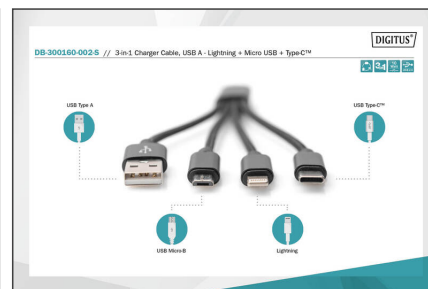 DIGITUS®
DB-300160-002-S // 3-in-1 Charger Cable, USB A - Lightning + Micro USB + Type-C™
USB Type A
USB Type-C™
USB Micro-B
Lightning